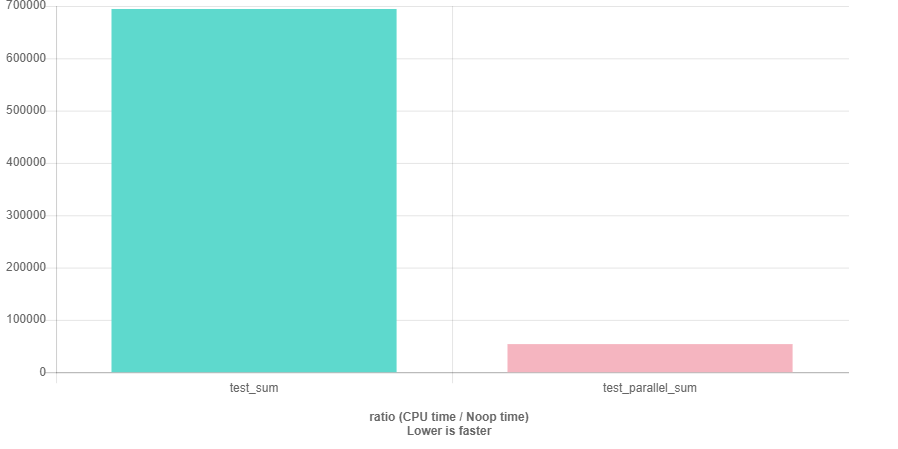 700000
600000
500000
400000
300000
200000
100000
0
test_sum test_parallel_sum
ratio (CPU time / Noop time)
Lower is faster